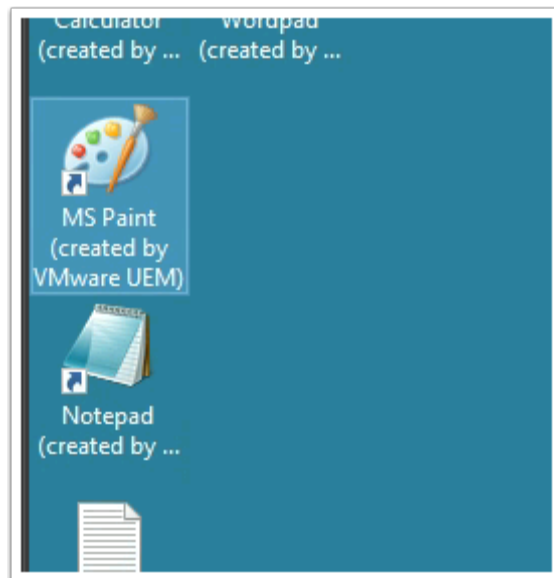 Calculator Wordpad
(created by ... (created by ...
MS Paint
(created by
VMware UEM)
Notepad
(created by ...